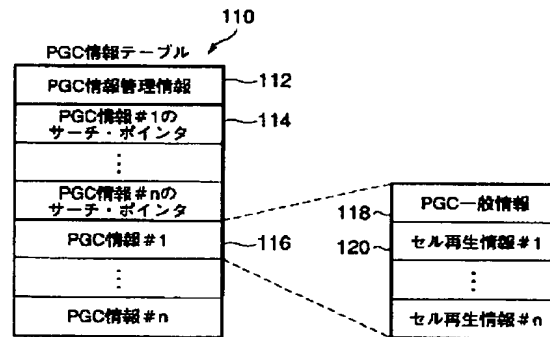 110
PGC情報テーブル
PGC情報管理情報
112
PGC情報#1の
サーチ・ポインタ
114
⋮
PGC情報#nの
サーチ・ポインタ
PGC情報#1
116
⋮
PGC情報#n
118
PGC一般情報
120
セル再生情報#1
⋮
セル再生情報#n